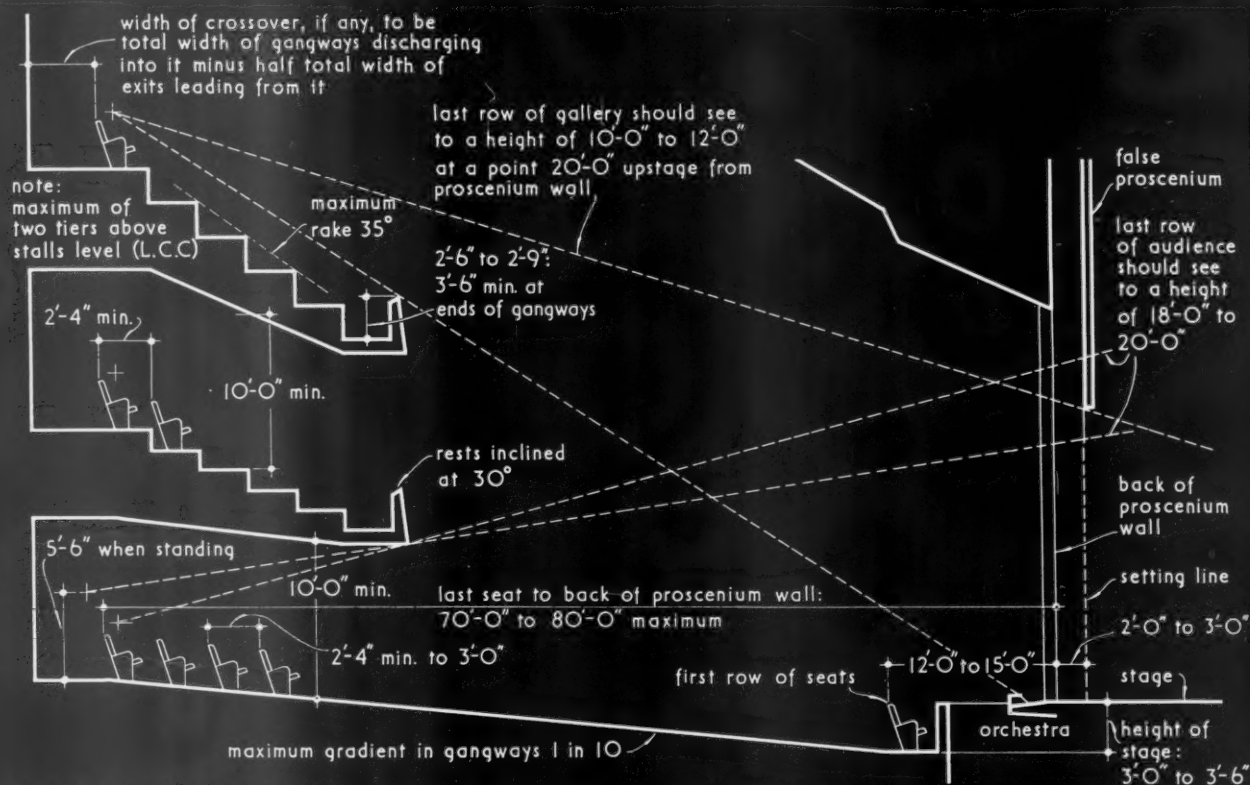 width of crossover, if any, to be
total width of gangways discharging
into it minus half total width of
exits leading from it
last row of gallery should see
to a height of 10'-0" to 12'-0"
at a point 20'-0" upstage from
proscenium wall
false
proscenium
note:
maximum of
two tiers above
stalls level (L.C.C)
maximum
rake 35°
last row
of audience
should see
to a height
of 18'-0" to
20'-0"
2'-6" to 2'-9":
3'-6" min. at
ends of gangways
2'-4" min.
10'-0" min.
rests inclined
at 30°
back of
proscenium
wall
5'-6" when standing
10'-0" min.
last seat to back of proscenium wall:
70'-0" to 80'-0" maximum
setting line
2'-0" to 3'-0"
2'-4" min. to 3'-0"
12'-0" to 15'-0"
first row of seats
stage
orchestra
height of
stage:
3'-0" to 3'-6"
maximum gradient in gangways 1 in 10